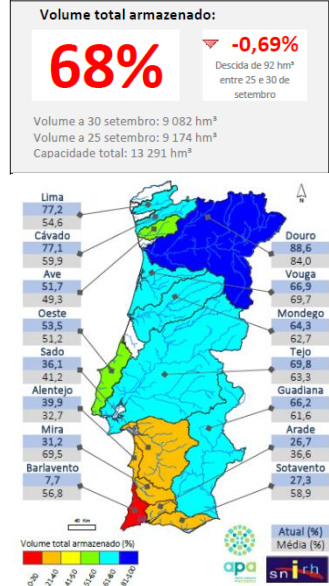 Volume total armazenado:
68%
-0,69%
Descida de 92 hm³
entre 25 e 30 de
setembro
Volume a 30 setembro: 9 082 hm³
Volume a 25 setembro: 9 174 hm³
Capacidade total: 13 291 hm³
N
Lima
77,2
54,6
Cávado
77,1
59,9
Ave
51,7
49,3
Oeste
53,5
51,2
Sado
36,1
41,2
Alentejo
39,9
32,7
Mira
31,2
69,5
Barlavento
7,7
56,8
Douro
88,6
84,0
Vouga
66,9
69,7
Mondego
64,3
62,7
Tejo
69,8
63,3
Guadiana
66,2
61,6
Arade
26,7
36,6
Sotavento
27,3
58,9
40 Km
Volume total armazenado (%)
0-20
21-40
41-50
51-60
61-80
81-100
apa
Atual (%)
Média (%)
snirh